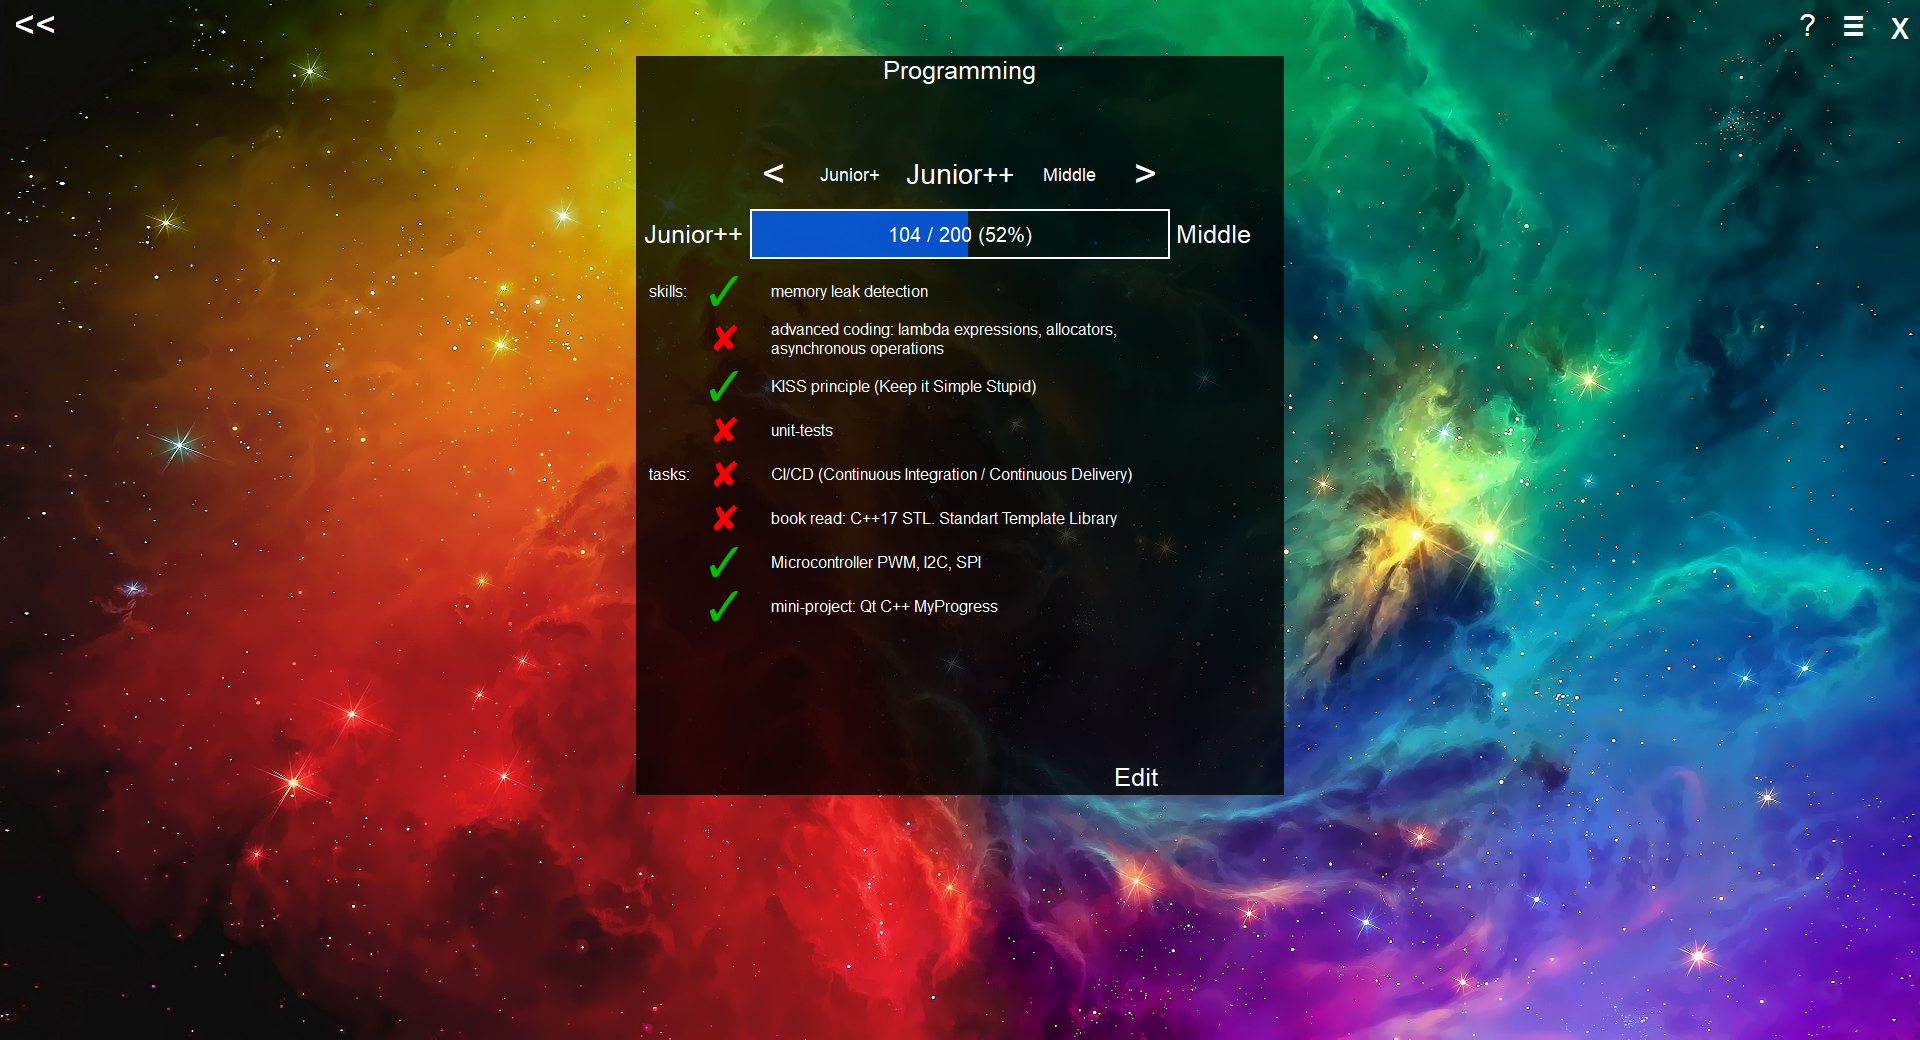 <<
? ☰ X
Programming
< Junior+ Junior++ Middle >
Junior++ 104 / 200 (52%) Middle
skills: ✓ memory leak detection
✘ advanced coding: lambda expressions, allocators,
asynchronous operations
✓ KISS principle (Keep it Simple Stupid)
✘ unit-tests
tasks: ✘ CI/CD (Continuous Integration / Continuous Delivery)
✘ book read: C++17 STL. Standart Template Library
✓ Microcontroller PWM, I2C, SPI
✓ mini-project: Qt C++ MyProgress
Edit